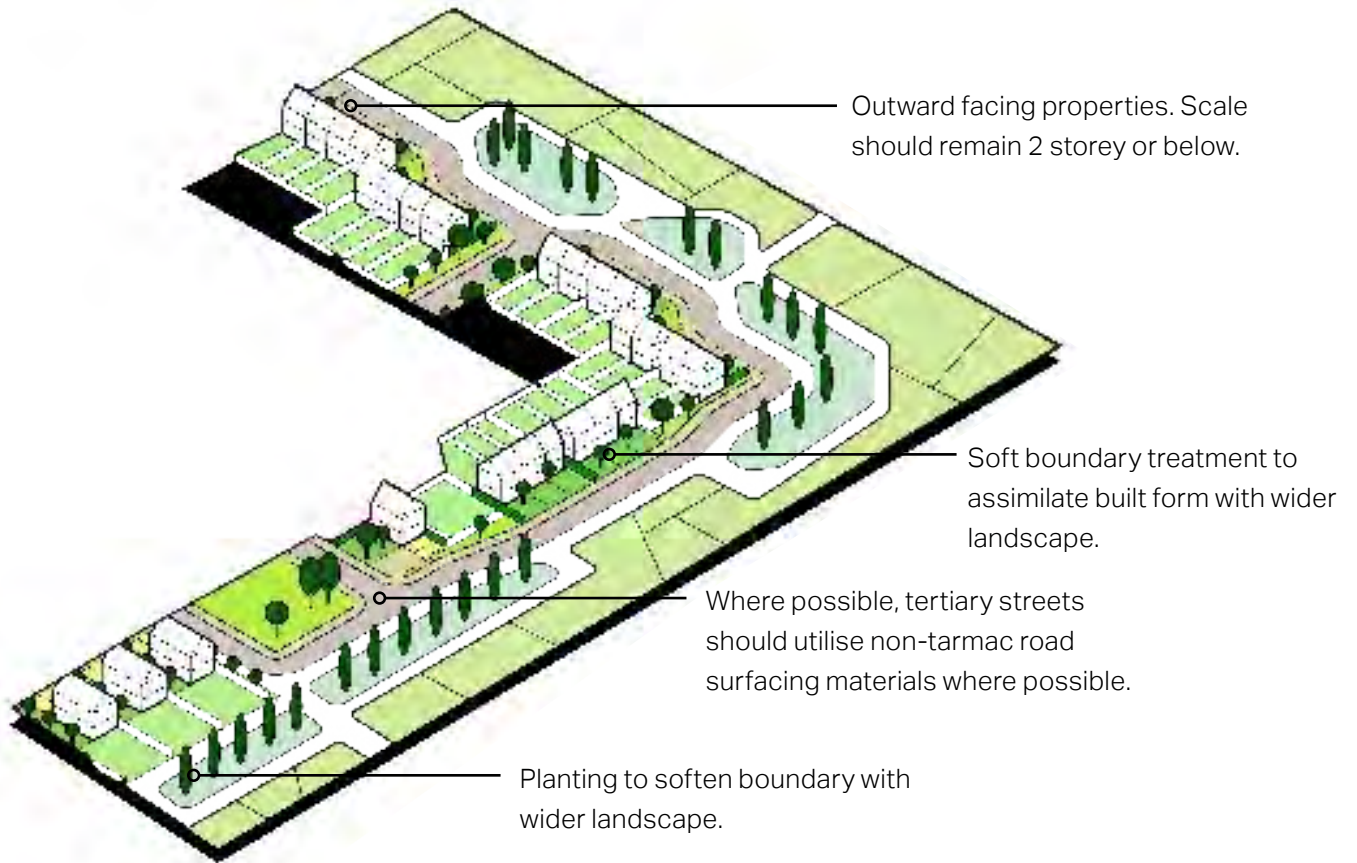 Outward facing properties. Scale
should remain 2 storey or below.
Soft boundary treatment to
assimilate built form with wider
landscape.
Where possible, tertiary streets
should utilise non-tarmac road
surfacing materials where possible.
Planting to soften boundary with
wider landscape.